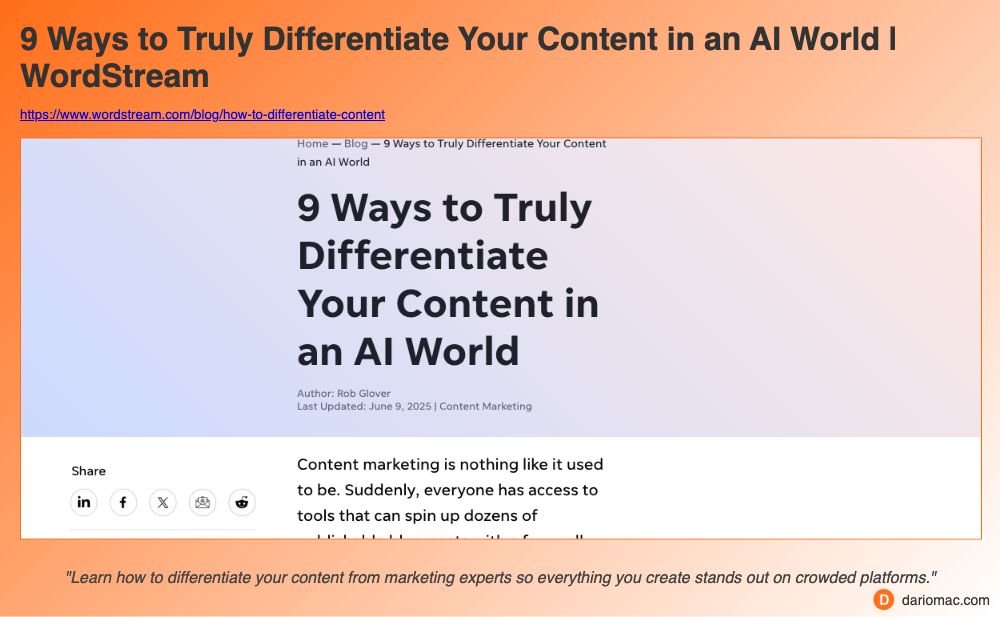 9 Ways to Truly Differentiate Your Content in an AI World |
WordStream
https://www.wordstream.com/blog/how-to-differentiate-content
Home — Blog — 9 Ways to Truly Differentiate Your Content
in an AI World
9 Ways to Truly
Differentiate
Your Content in
an AI World
Author: Rob Glover
Last Updated: June 9, 2025 | Content Marketing
Share
Content marketing is nothing like it used
to be. Suddenly, everyone has access to
tools that can spin up dozens of
"Learn how to differentiate your content from marketing experts so everything you create stands out on crowded platforms."
D dariomac.com